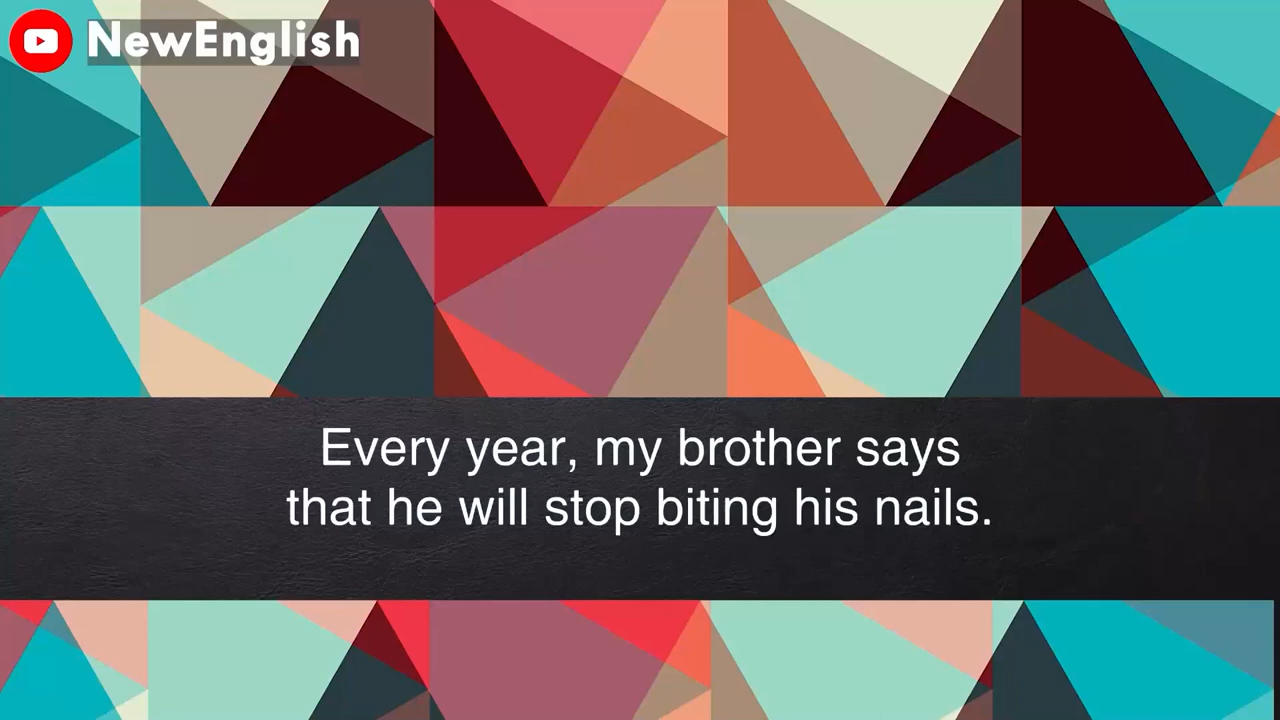 NewEnglish
Every year, my brother says
that he will stop biting his nails.